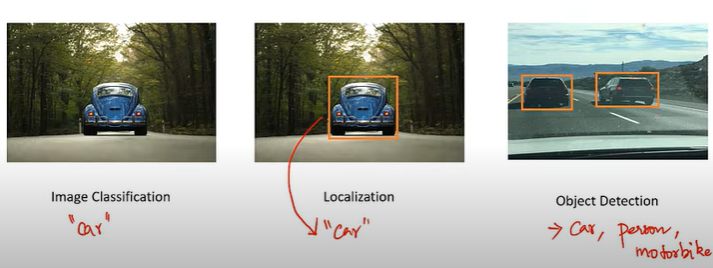 Image Classification
"Car"
Localization
"Car"
Object Detection
→ Car, person,
motorbike